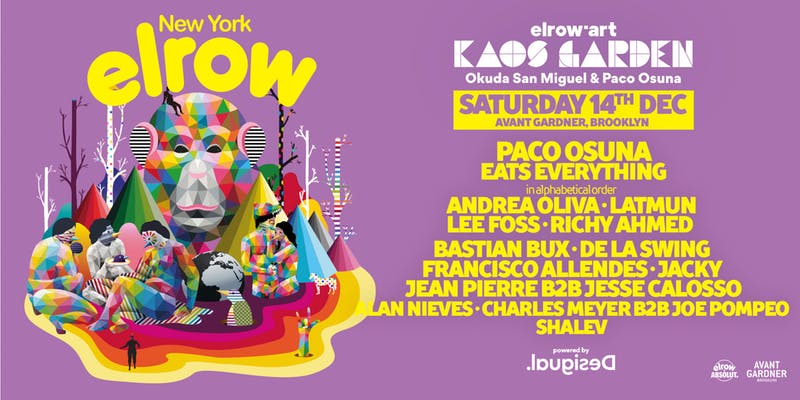 New York
elrow
elrow•art
KAOS GARDEN
Okuda San Miguel & Paco Osuna
SATURDAY 14TH DEC
AVANT GARDNER, BROOKLYN
PACO OSUNA
EATS EVERYTHING
in alphabetical order
ANDREA OLIVA · LATMUN
LEE FOSS · RICHY AHMED
BASTIAN BUX · DE LA SWING
FRANCISCO ALLENDES · JACKY
JEAN PIERRE B2B JESSE CALOSSO
ALAN NIEVES · CHARLES MEYER B2B JOE POMPEO
SHALEV
powered by
Desigual.
elrow
ABSOLUT.
AVANT
GARDNER
BROOKLYN